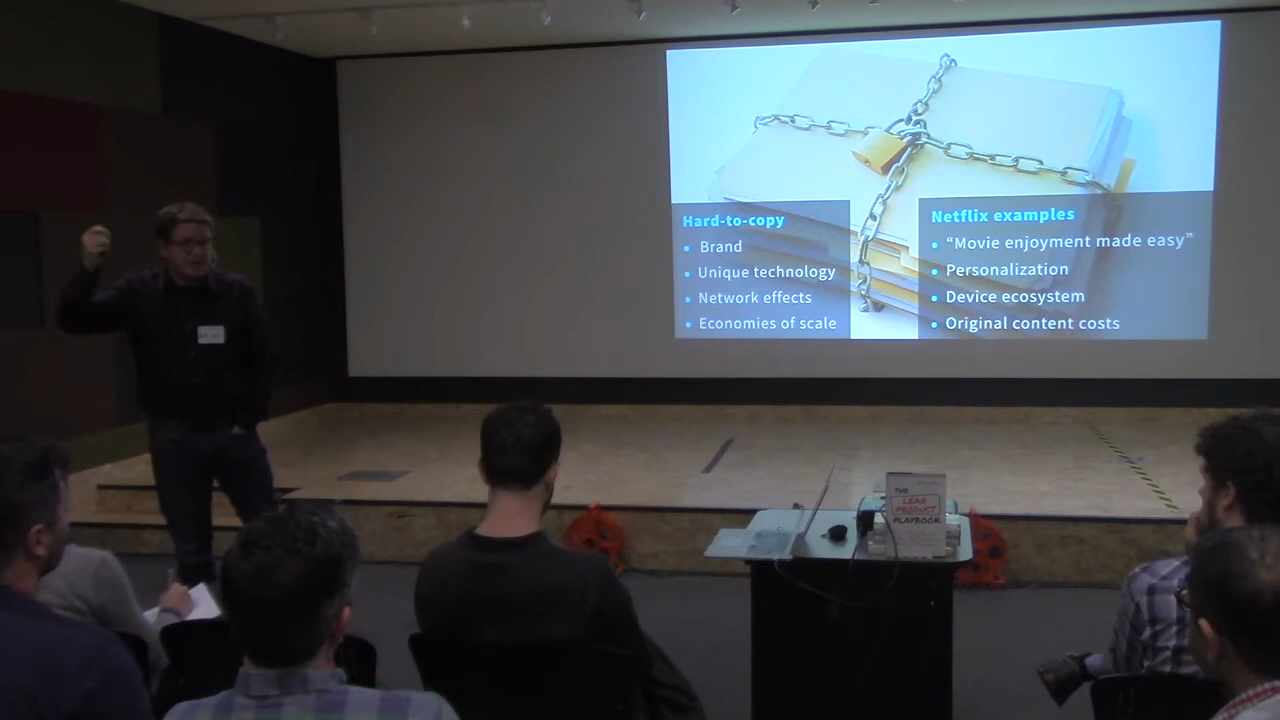 Hard-to-copy
• Brand
• Unique technology
• Network effects
• Economies of scale
Netflix examples
• “Movie enjoyment made easy”
• Personalization
• Device ecosystem
• Original content costs
THE
LEAN
PRODUCT
PLAYBOOK